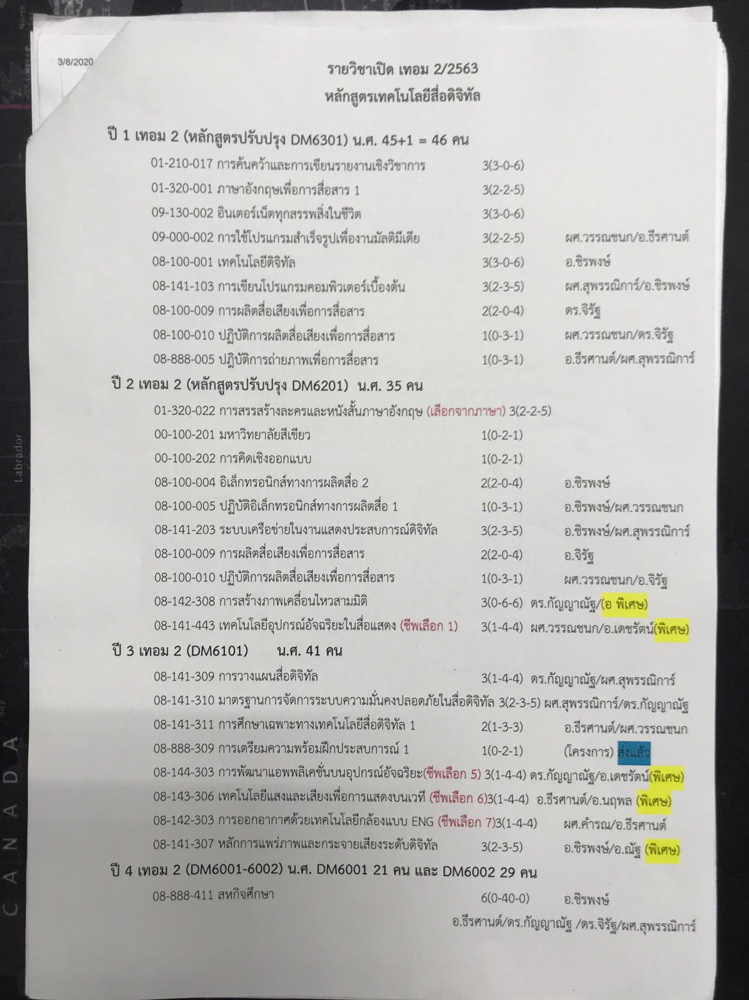 3/8/2020
รายวิชาเปิด เทอม 2/2563
หลักสูตรเทคโนโลยีสื่อดิจิทัล
ปี 1 เทอม 2 (หลักสูตรปรับปรุง DM6301) น.ศ. 45+1 = 46 คน
01-210-017 การค้นคว้าและการเขียนรายงานเชิงวิชาการ 3(3-0-6)
01-320-001 ภาษาอังกฤษเพื่อการสื่อสาร 1 3(2-2-5)
09-130-002 อินเตอร์เน็ตทุกสรรพสิ่งในชีวิต 3(3-0-6)
09-000-002 การใช้โปรแกรมสำเร็จรูปเพื่องานมัลติมีเดีย 3(2-2-5) ผศ.วรรณชนก/อ.ธีรศานต์
08-100-001 เทคโนโลยีดิจิทัล 3(3-0-6) อ.ชิรพงษ์
08-141-103 การเขียนโปรแกรมคอมพิวเตอร์เบื้องต้น 3(2-3-5) ผศ.สุพรรณิการ์/อ.ชิรพงษ์
08-100-009 การผลิตสื่อเสียงเพื่อการสื่อสาร 2(2-0-4) ดร.จิรัฐ
08-100-010 ปฏิบัติการผลิตสื่อเสียงเพื่อการสื่อสาร 1(0-3-1) ผศ.วรรณชนก/ดร.จิรัฐ
08-888-005 ปฎิบัติการถ่ายภาพเพื่อการสื่อสาร 1(0-3-1) อ.ธีรศานต์/ผศ.สุพรรณิการ์
ปี 2 เทอม 2 (หลักสูตรปรับปรุง DM6201) น.ศ. 35 คน
01-320-022 การสรรสร้างละครและหนังสั้นภาษาอังกฤษ (เลือกจากภาษา) 3(2-2-5)
00-100-201 มหาวิทยาลัยสีเขียว 1(0-2-1)
00-100-202 การคิดเชิงออกแบบ 1(0-2-1)
08-100-004 อิเล็กทรอนิกส์ทางการผลิตสื่อ 2 2(2-0-4) อ.ชิรพงษ์
08-100-005 ปฏิบัติอิเล็กทรอนิกส์ทางการผลิตสื่อ 1 1(0-3-1) อ.ชิรพงษ์/ผศ.วรรณชนก
08-141-203 ระบบเครือข่ายในงานแสดงประสบการณ์ดิจิทัล 3(2-3-5) อ.ชิรพงษ์/ผศ.สุพรรณิการ์
08-100-009 การผลิตสื่อเสียงเพื่อการสื่อสาร 2(2-0-4) อ.จิรัฐ
08-100-010 ปฏิบัติการผลิตสื่อเสียงเพื่อการสื่อสาร 1(0-3-1) ผศ.วรรณชนก/อ.จิรัฐ
08-142-308 การสร้างภาพเคลื่อนไหวสามมิติ 3(0-6-6) ดร.กัญญาณัฐ/(อ พิเศษ)
08-141-443 เทคโนโลยีอุปกรณ์อัจฉริยะในสื่อแสดง (ชีพเลือก 1) 3(1-4-4) ผศ.วรรณชนก/อ.เดชรัตน์(พิเศษ)
ปี 3 เทอม 2 (DM6101) น.ศ. 41 คน
08-141-309 การวางแผนสื่อดิจิทัล 3(1-4-4) ดร.กัญญาณัฐ/ผศ.สุพรรณิการ์
08-141-310 มาตรฐานการจัดการระบบความมั่นคงปลอดภัยในสื่อดิจิทัล 3(2-3-5) ผศ.สุพรรณิการ์/ดร.กัญญาณัฐ
08-141-311 การศึกษาเฉพาะทางเทคโนโลยีสื่อดิจิทัล 1 2(1-3-3) อ.ธีรศานต์/ผศ.วรรณชนก
08-888-309 การเตรียมความพร้อมฝึกประสบการณ์ 1 1(0-2-1) (โครงการ) ส่งแล้ว
08-144-303 การพัฒนาแอพพลิเคชั่นบนอุปกรณ์อัจฉริยะ(ชีพเลือก 5) 3(1-4-4) ดร.กัญญาณัฐ/อ.เดชรัตน์(พิเศษ)
08-143-306 เทคโนโลยีแสงและเสียงเพื่อการแสดงบนเวที (ชีพเลือก 6)3(1-4-4) อ.ธีรศานต์/อ.นฤพล (พิเศษ)
08-142-303 การออกอากาศด้วยเทคโนโลยีกล้องแบบ ENG (ชีพเลือก 7)3(1-4-4) ผศ.คำรณ/อ.ธีรศานต์
08-141-307 หลักการแพร่ภาพและกระจายเสียงระดับดิจิทัล 3(2-3-5) อ.ชิรพงษ์/อ.ณัฐ (พิเศษ)
ปี 4 เทอม 2 (DM6001-6002) น.ศ. DM6001 21 คน และ DM6002 29 คน
08-888-411 สหกิจศึกษา 6(0-40-0) อ.ชิรพงษ์
อ.ธีรศานต์/ดร.กัญญาณัฐ /ดร.จิรัฐ/ผศ.สุพรรณิการ์
Labrador
CANADA